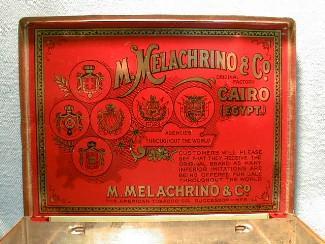 M. MELACHRINO & Co
ORIGINAL
FACTORY
CAIRO
(EGYPT.)
AGENCIES
THROUGHOUT THE WORLD
CUSTOMERS WILL PLEASE
SEE THAT THEY RECEIVE THE
ORIGINAL BRAND AS MANY
INFERIOR IMITATIONS ARE
BEING OFFERED FOR SALE
THROUGHOUT THE WORLD
M. MELACHRINO & Co
THE AMERICAN TOBACCO CO. SUCCESSOR